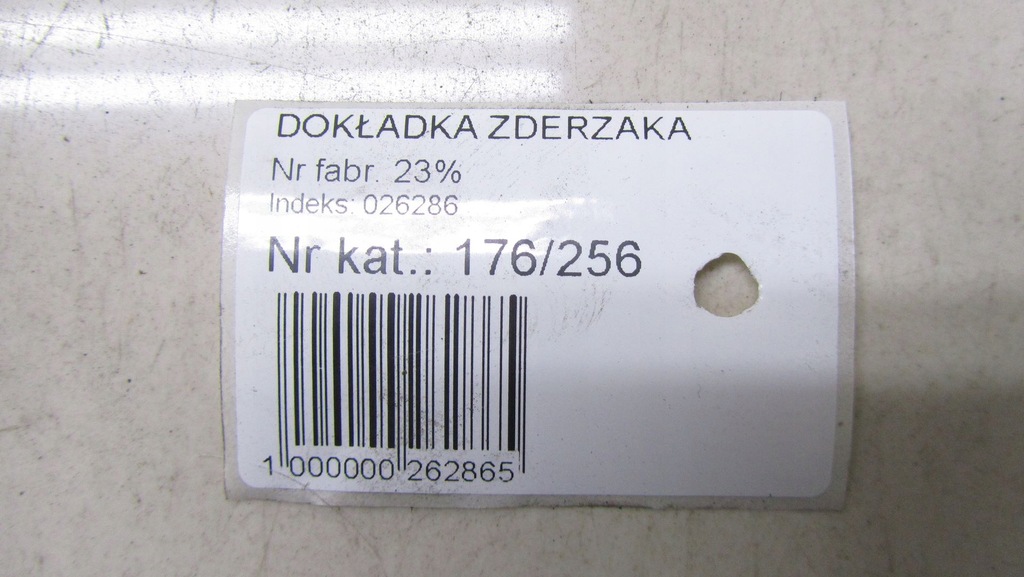 DOKŁADKA ZDERZAKA
Nr fabr. 23%
Indeks: 026286
Nr kat.: 176/256
1 000000 262865